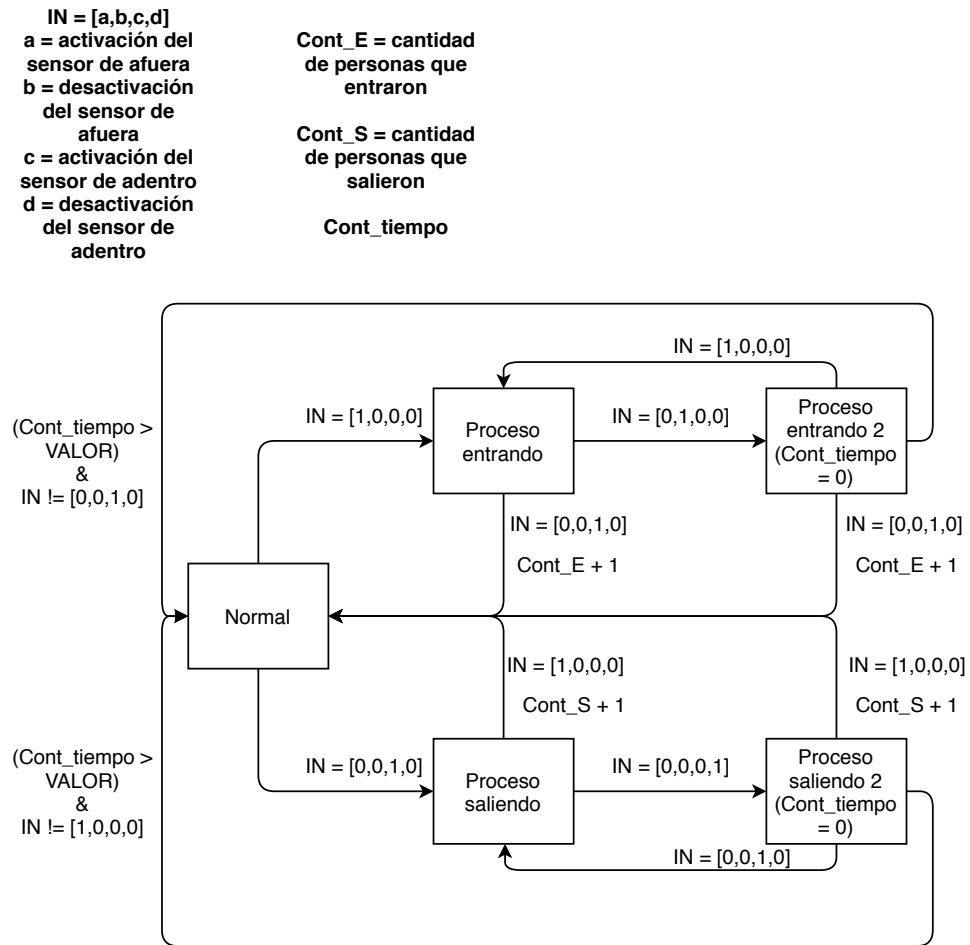 IN = [a,b,c,d]
a = activación del
sensor de afuera
b = desactivación
del sensor de
afuera
c = activación del
sensor de adentro
d = desactivación
del sensor de
adentro
Cont_E = cantidad
de personas que
entraron
Cont_S = cantidad
de personas que
salieron
Cont_tiempo
IN = [1,0,0,0]
(Cont_tiempo >
VALOR)
&
IN != [0,0,1,0]
IN = [1,0,0,0]
Proceso
entrando
IN = [0,1,0,0]
Proceso
entrando 2
(Cont_tiempo
= 0)
IN = [0,0,1,0]
Cont_E + 1
IN = [0,0,1,0]
Cont_E + 1
Normal
IN = [1,0,0,0]
Cont_S + 1
IN = [1,0,0,0]
Cont_S + 1
(Cont_tiempo >
VALOR)
&
IN != [1,0,0,0]
IN = [0,0,1,0]
Proceso
saliendo
IN = [0,0,0,1]
Proceso
saliendo 2
(Cont_tiempo
= 0)
IN = [0,0,1,0]